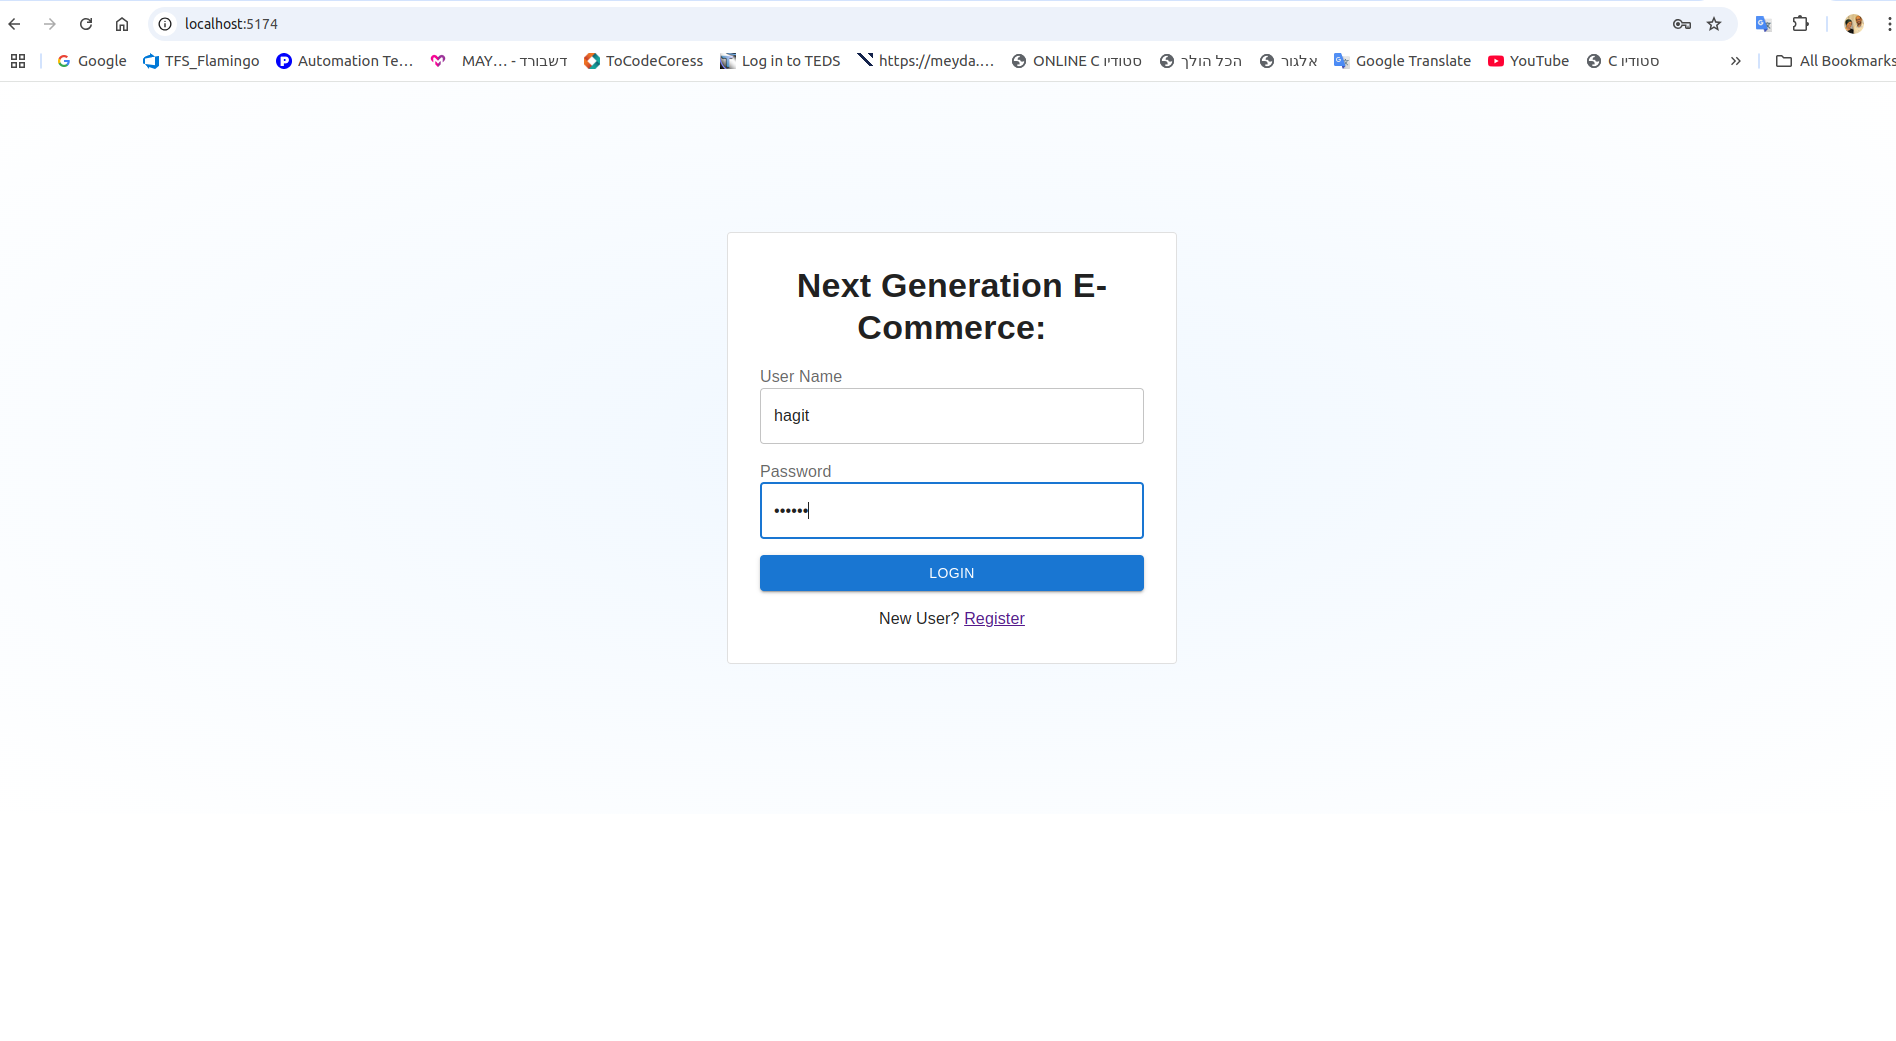 localhost:5174
Google TFS_Flamingo Automation Te... MAY... - דשבורד ToCodeCoress Log in to TEDS https://meyda.... ONLINE C סטודיו הכל הולך אלגור Google Translate YouTube C סטודיו » All Bookmarks
Next Generation E-
Commerce:
User Name
hagit
Password
••••••
LOGIN
New User? Register